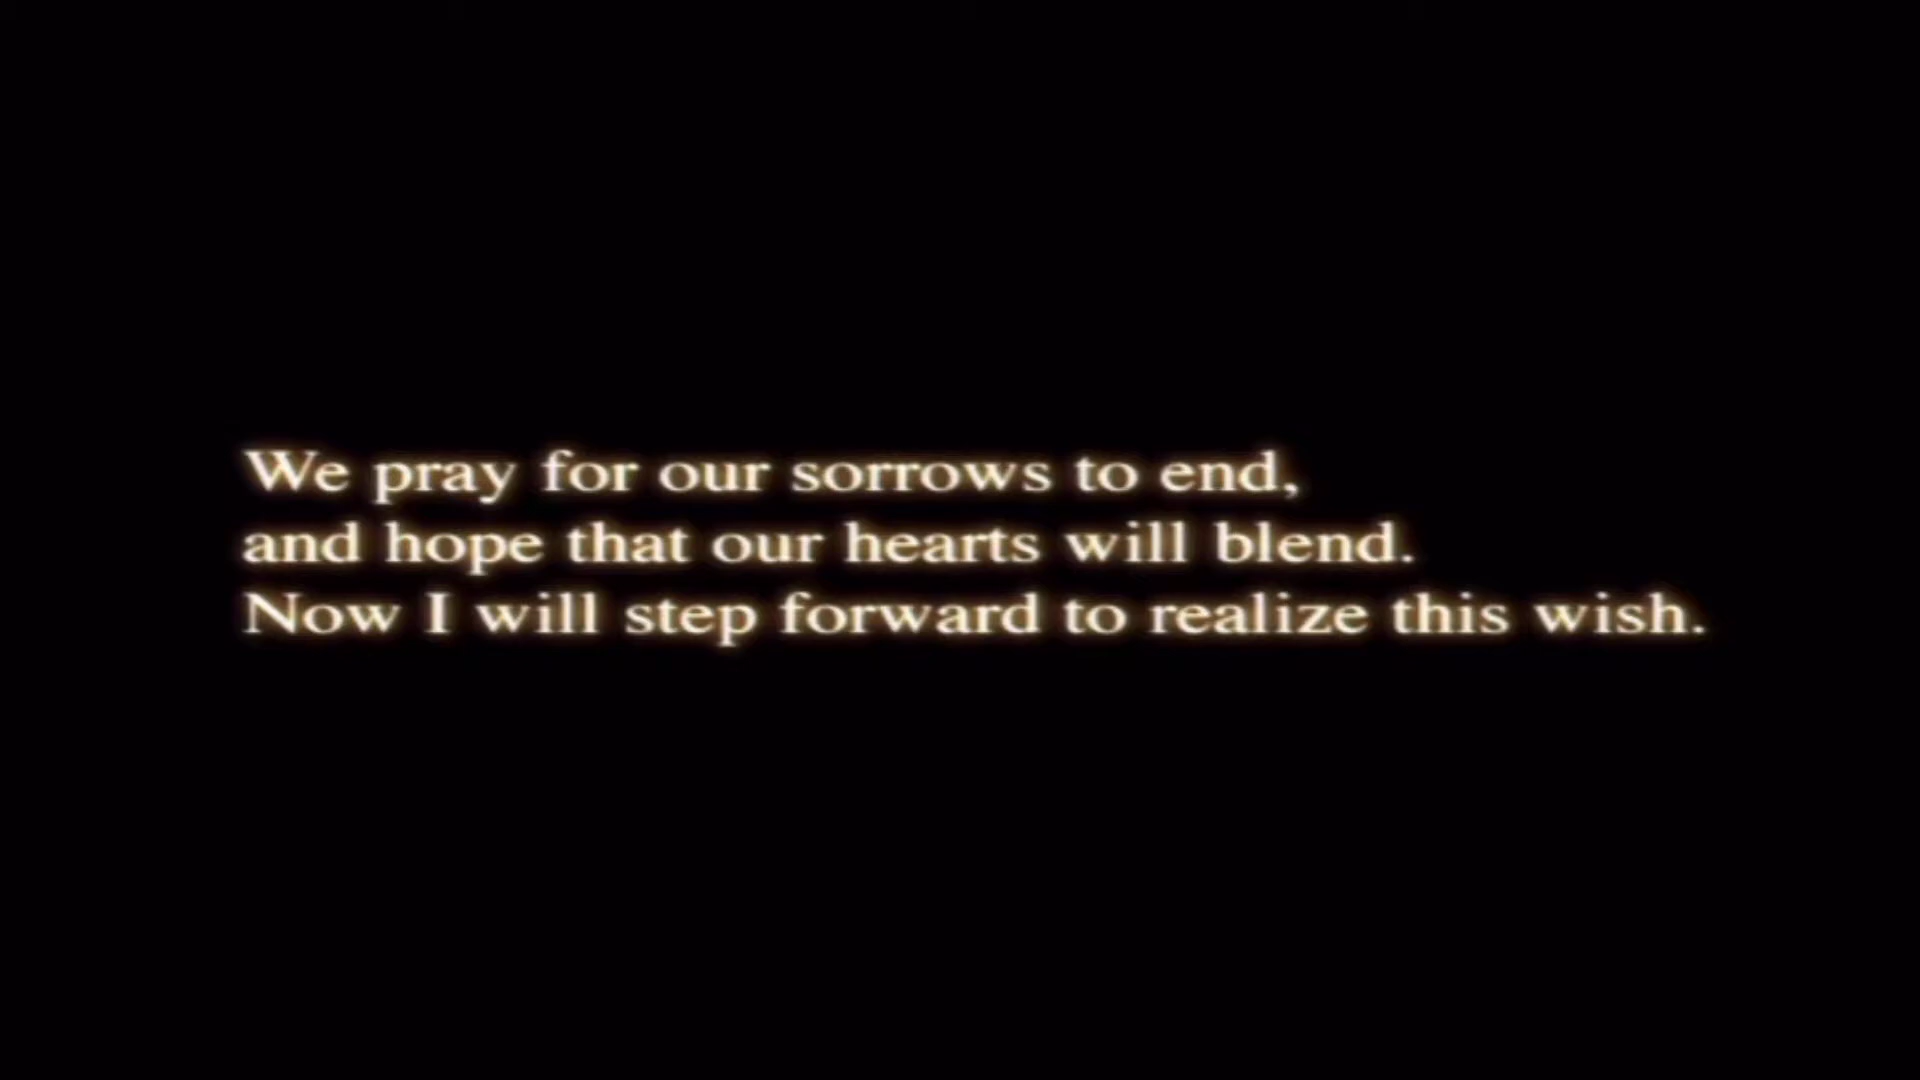 We pray for our sorrows to end,
and hope that our hearts will blend.
Now I will step forward to realize this wish.